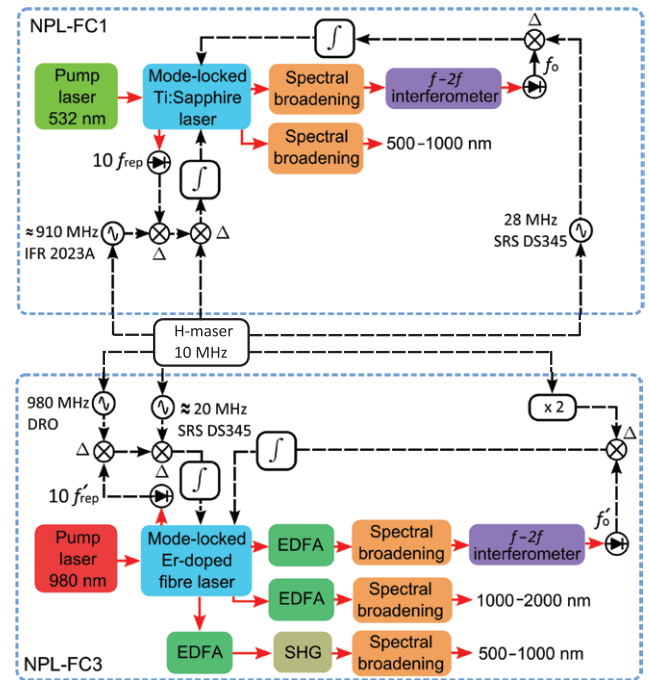 NPL-FC1
∫
Δ
Pump
laser
532 nm
Mode-locked
Ti:Sapphire
laser
Spectral
broadening
f-2f
interferometer
fo
Spectral
broadening
500-1000 nm
10 frep
∫
≈910 MHz
IFR 2023A
Δ
Δ
28 MHz
SRS DS345
H-maser
10 MHz
980 MHz
DRO
≈ 20 MHz
SRS DS345
x 2
Δ
Δ
Δ
∫
∫
10 f′rep
f′o
Pump
laser
980 nm
Mode-locked
Er-doped
fibre laser
EDFA
Spectral
broadening
f-2f
interferometer
EDFA
Spectral
broadening
1000-2000 nm
EDFA
SHG
Spectral
broadening
500-1000 nm
NPL-FC3